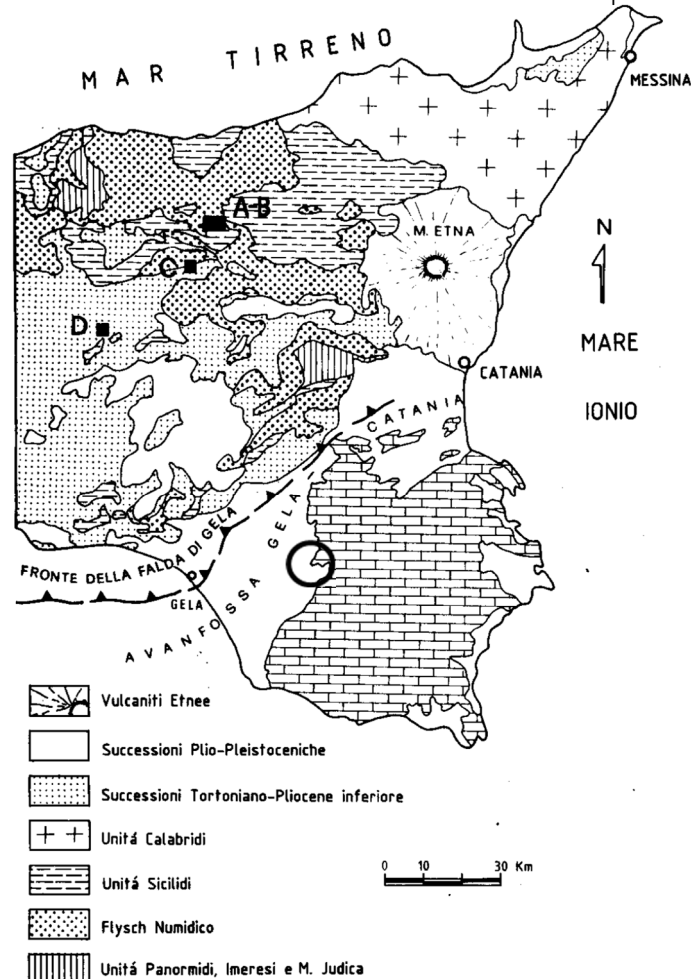 MAR TIRRENO
MESSINA
A-B
M. ETNA
N
C
D
MARE
IONIO
CATANIA
CATANIA
GELA
AVANFOSSA
FRONTE DELLA FALDA DI GELA
GELA
Vulcaniti Etnee
Successioni Plio-Pleistoceniche
Successioni Tortoniano-Pliocene inferiore
Unitá Calabridi
Unitá Sicilidi
Flysch Numidico
Unitá Panormidi, Imeresi e M. Judica
0 10 30 Km